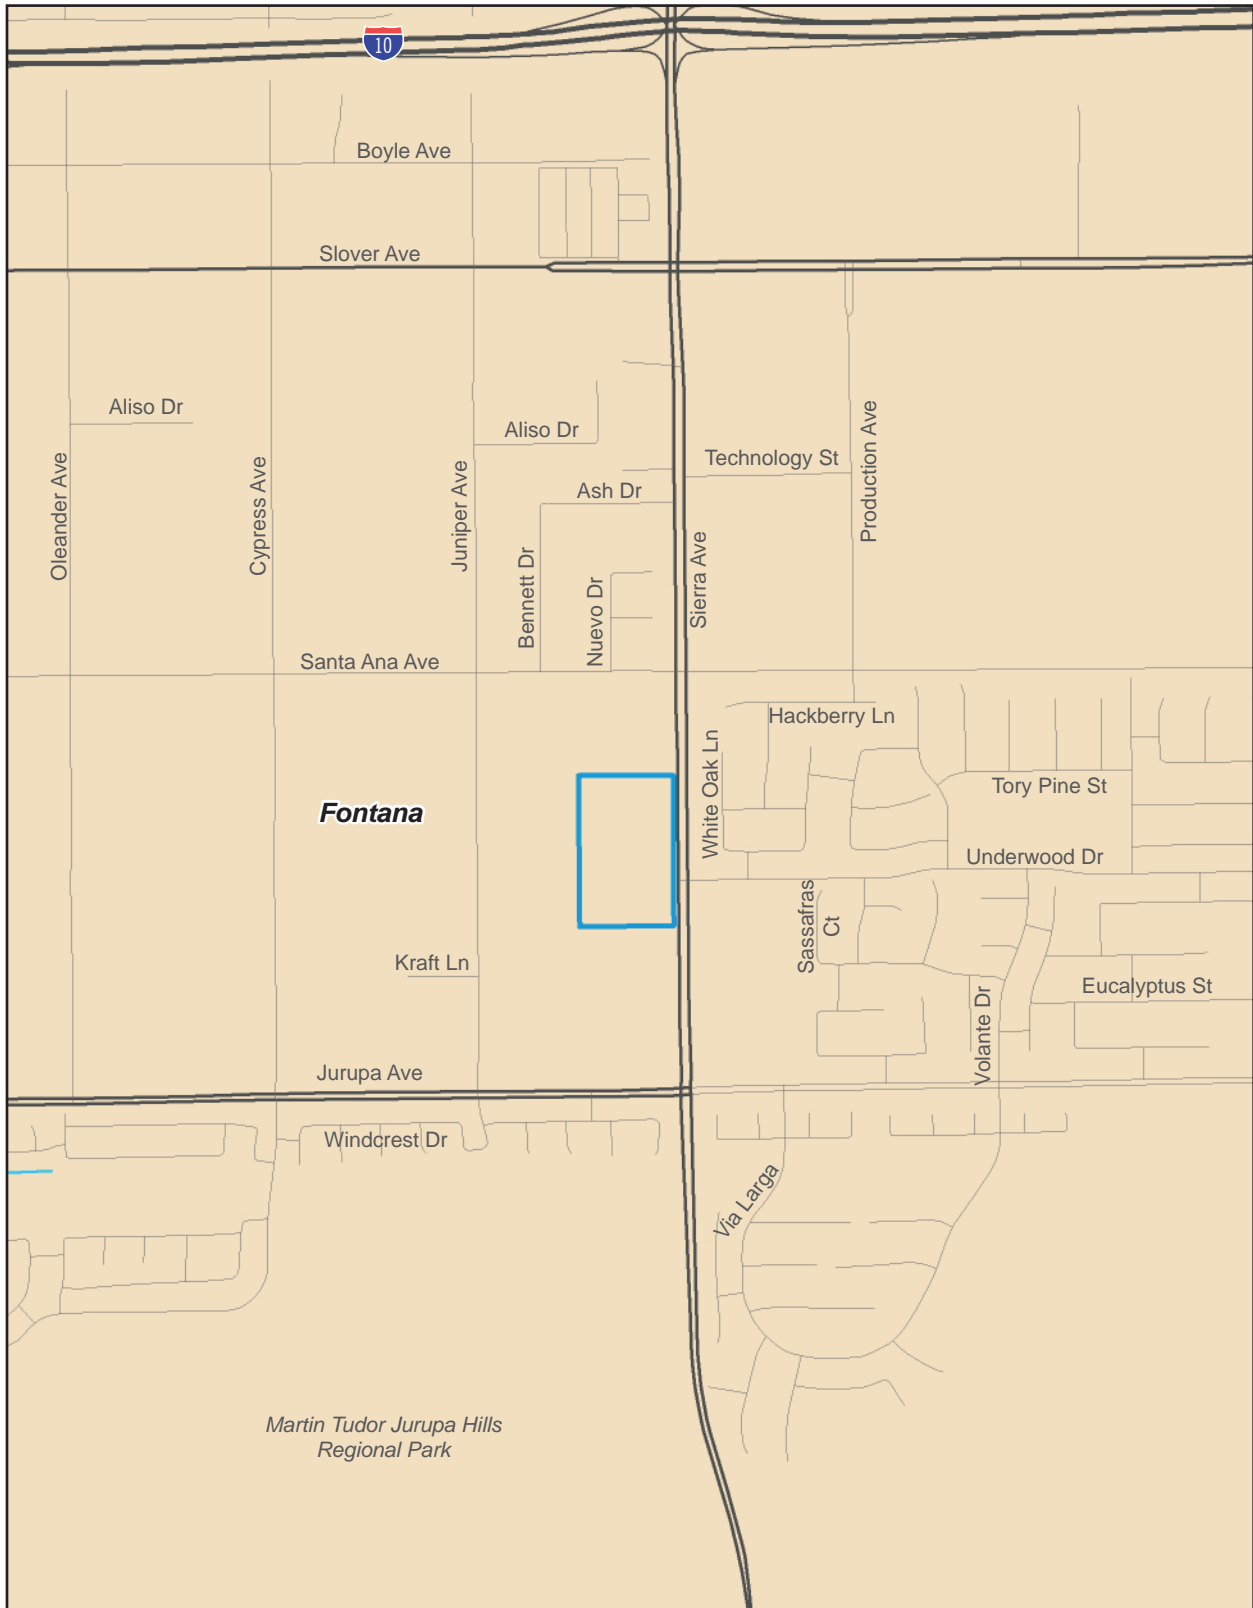 10
Boyle Ave
Slover Ave
Aliso Dr
Aliso Dr
Technology St
Production Ave
Oleander Ave
Cypress Ave
Juniper Ave
Ash Dr
Sierra Ave
Bennett Dr
Nuevo Dr
Santa Ana Ave
Hackberry Ln
White Oak Ln
Tory Pine St
Fontana
Underwood Dr
Sassafras
Ct
Kraft Ln
Eucalyptus St
Volante Dr
Jurupa Ave
Windcrest Dr
Via Larga
Martin Tudor Jurupa Hills
Regional Park